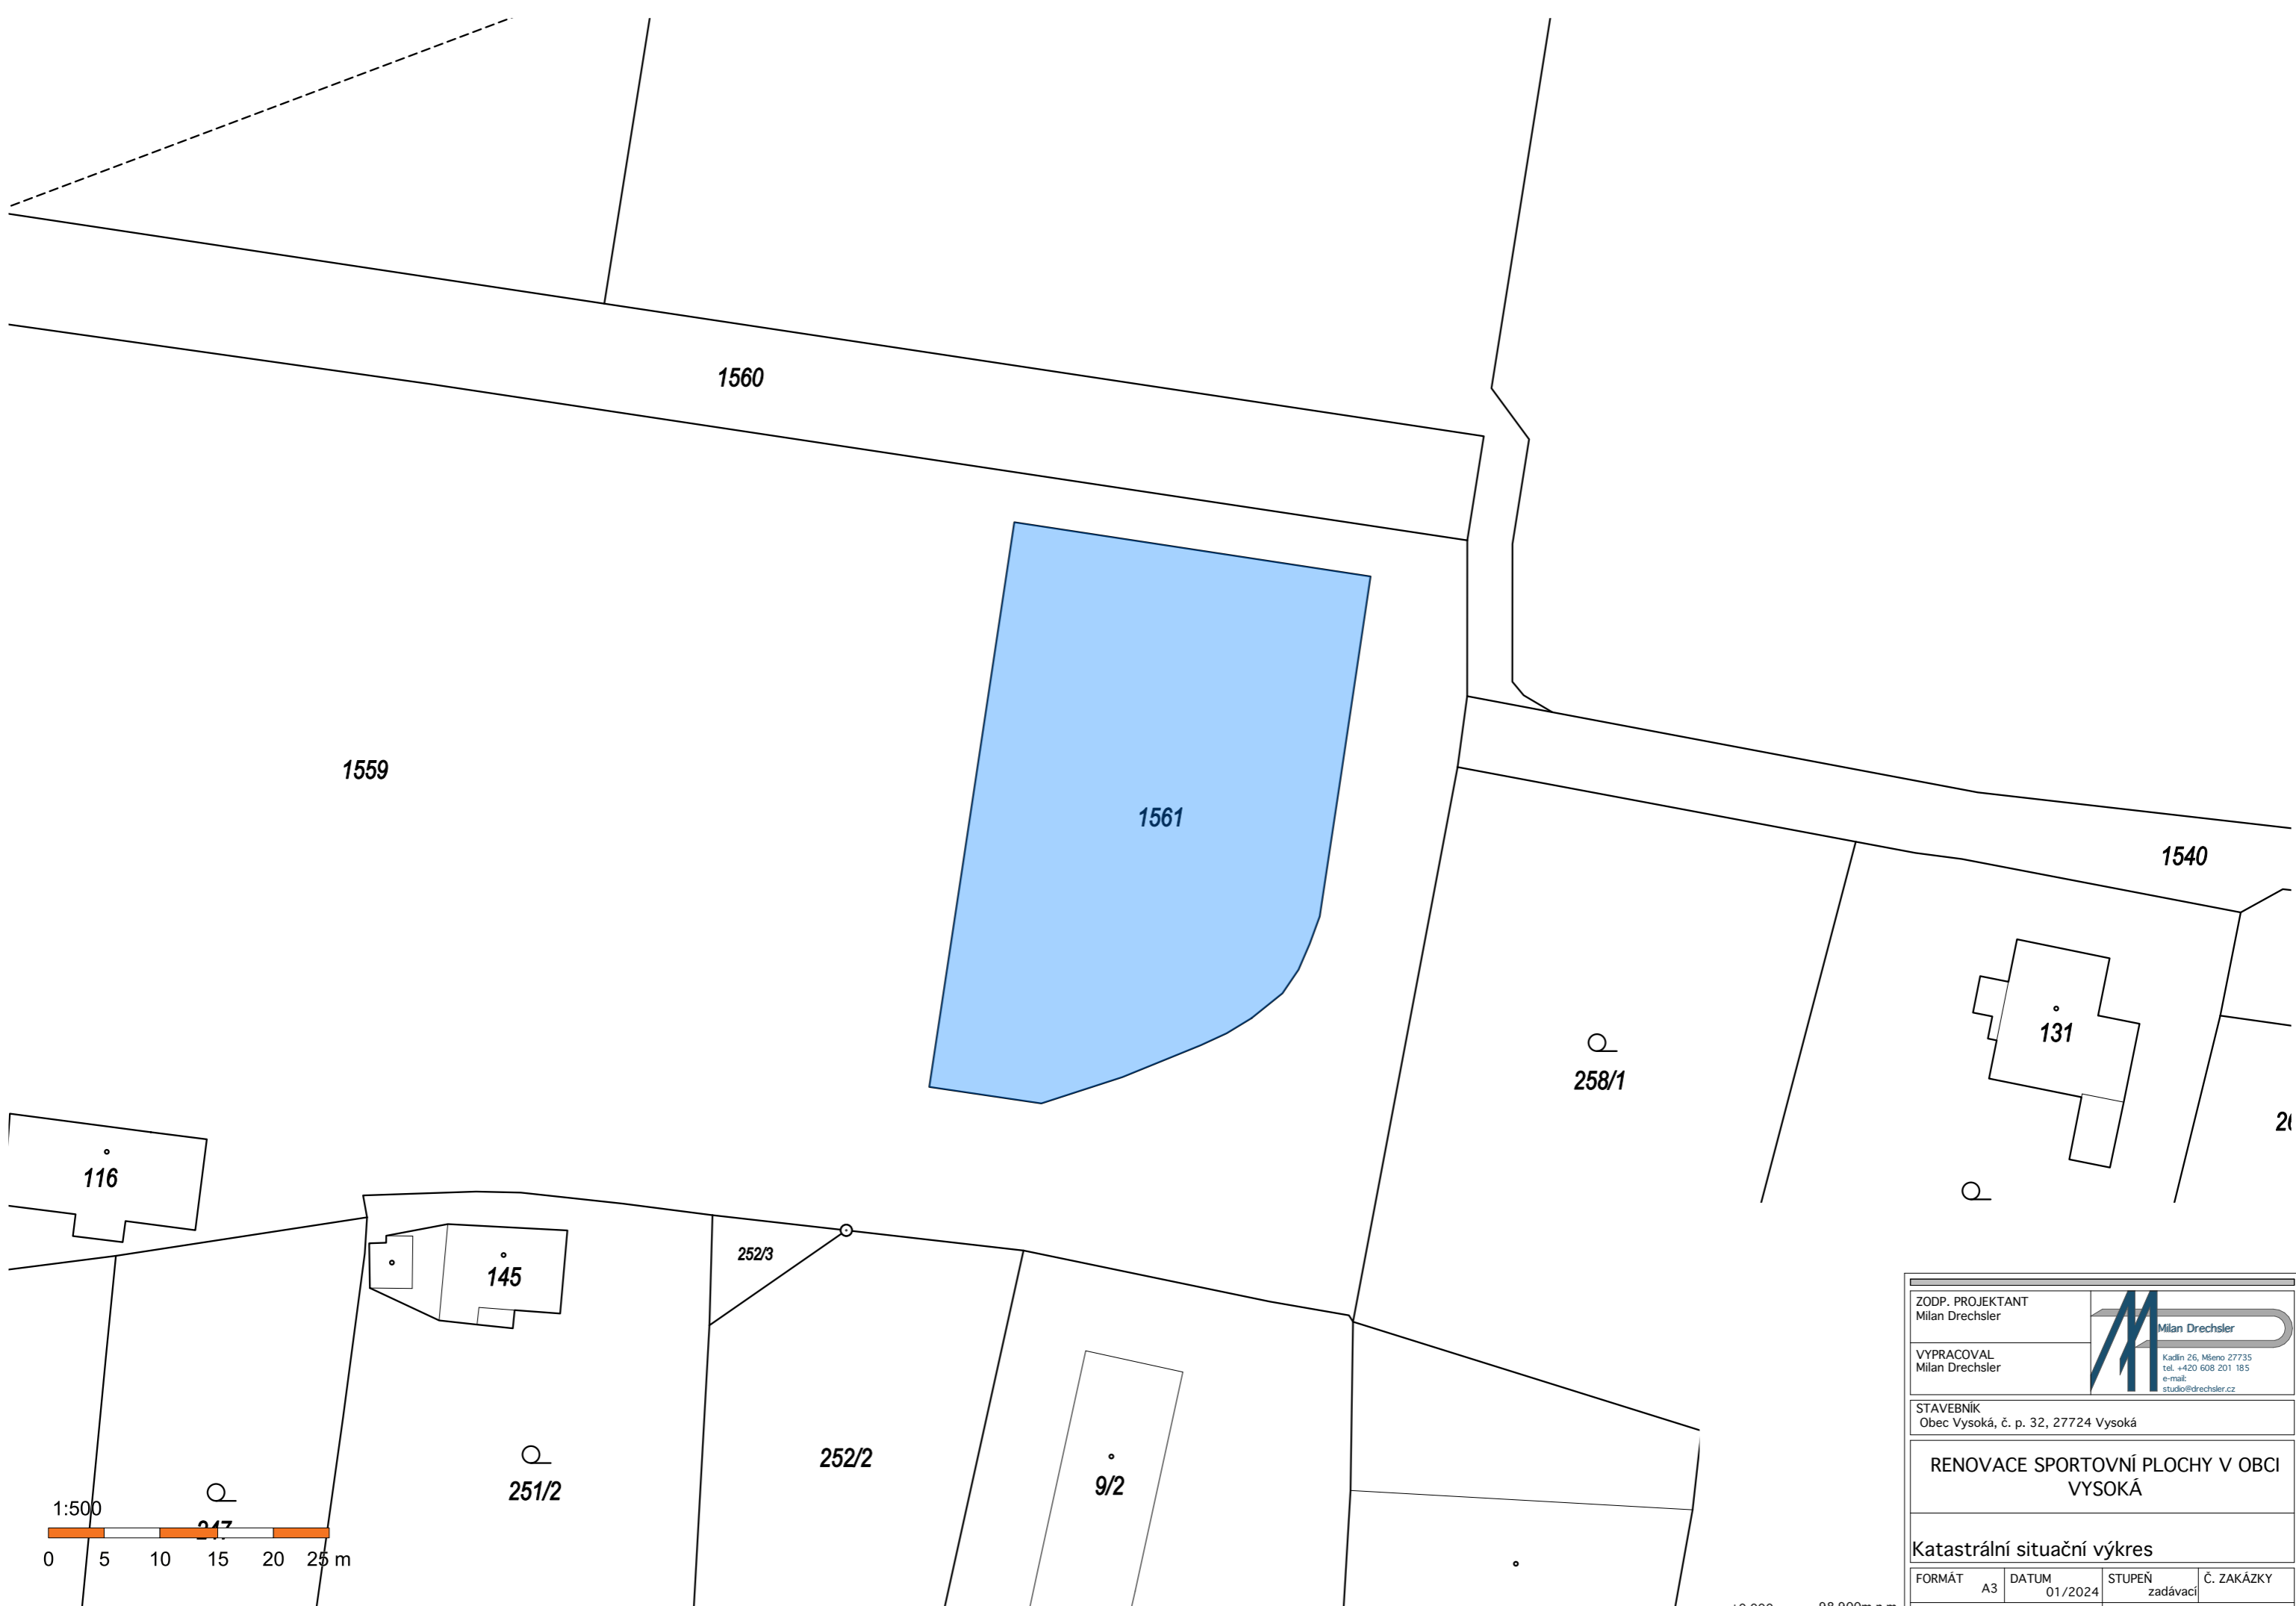 1560
1559
1561
1540
131
258/1
116
145
252/3
252/2
251/2
9/2
1:500
247
0 5 10 15 20 25 m
ZODP. PROJEKTANT
Milan Drechsler
Milan Drechsler
VYPRACOVAL
Milan Drechsler
Kadlín 26, Mšeno 27735
tel. +420 608 201 185
e-mail:
studio@drechsler.cz
STAVEBNÍK
Obec Vysoká, č. p. 32, 27724 Vysoká
RENOVACE SPORTOVNÍ PLOCHY V OBCI
VYSOKÁ
Katastrální situační výkres
FORMÁT A3 DATUM 01/2024 STUPEŇ zadávací Č. ZAKÁZKY